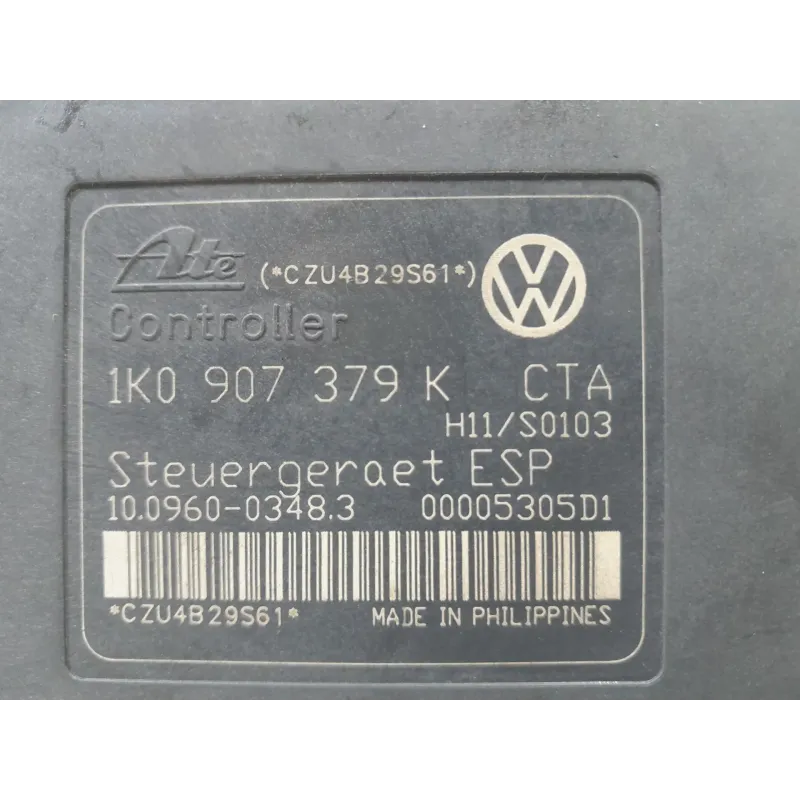 Ate (*CZU4B29S61*) VW
Controller
1K0 907 379 K CTA
H11/S0103
Steuergeraet ESP
10.0960-0348.3 00005305D1
*CZU4B29S61* MADE IN PHILIPPINES